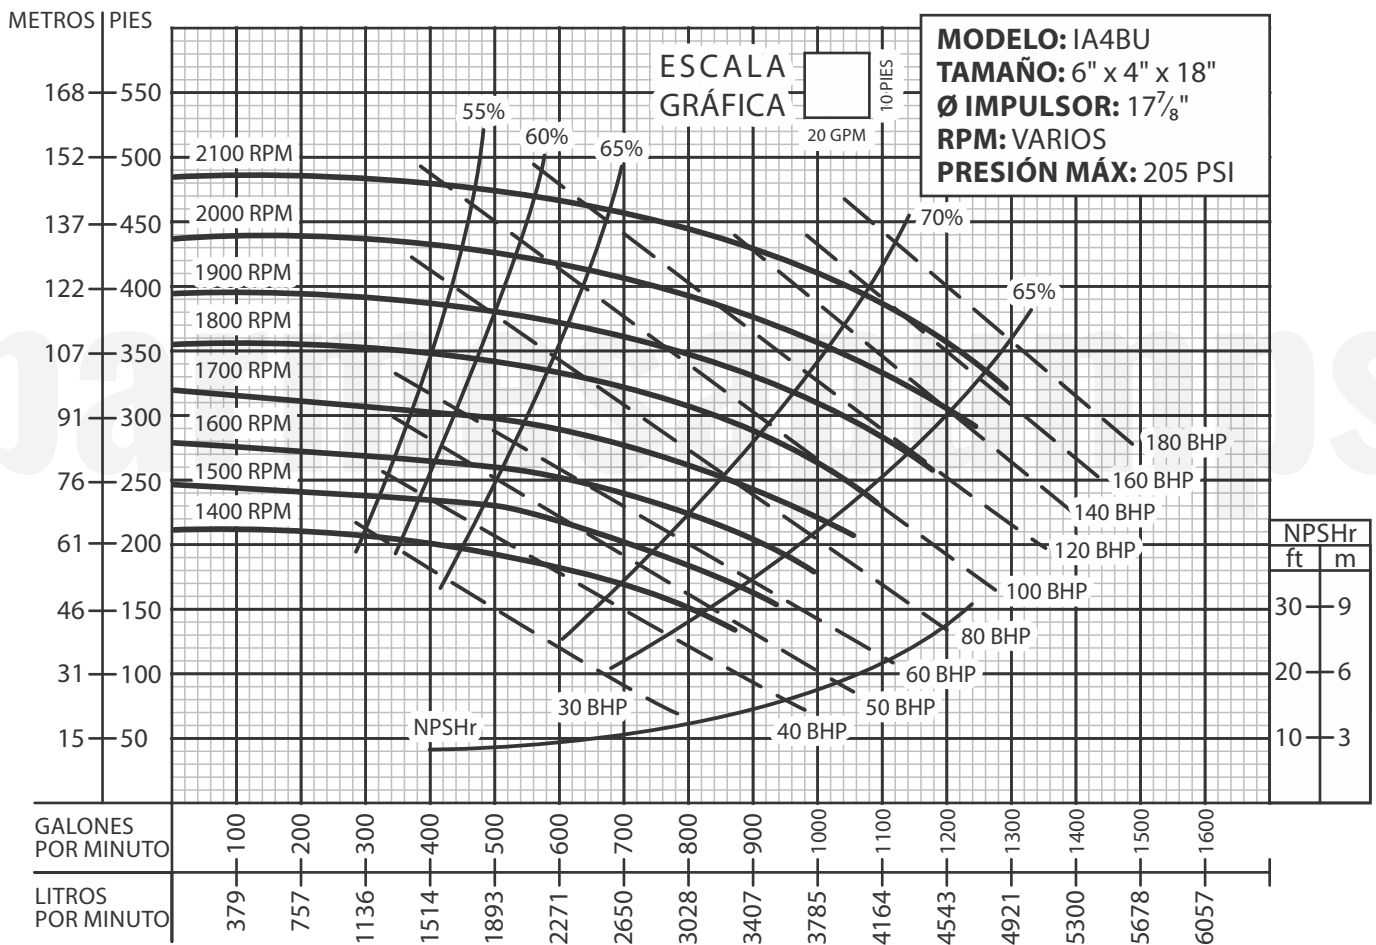 METROS PIES
168 550
152 500
137 450
122 400
107 350
91 300
76 250
61 200
46 150
31 100
15 50
ESCALA
GRÁFICA
10 PIES
20 GPM
MODELO: IA4BU
TAMAÑO: 6" x 4" x 18"
Ø IMPULSOR: 17 7/8"
RPM: VARIOS
PRESIÓN MÁX: 205 PSI
55%
60%
65%
70%
65%
2100 RPM
2000 RPM
1900 RPM
1800 RPM
1700 RPM
1600 RPM
1500 RPM
1400 RPM
180 BHP
160 BHP
140 BHP
120 BHP
100 BHP
80 BHP
60 BHP
50 BHP
40 BHP
30 BHP
NPSHr
NPSHr
ft m
30 9
20 6
10 3
GALONES
POR MINUTO
100 200 300 400 500 600 700 800 900 1000 1100 1200 1300 1400 1500 1600
LITROS
POR MINUTO
379 757 11136 1514 1893 2271 2650 3028 3407 3785 4164 4543 4921 5300 5678 6057